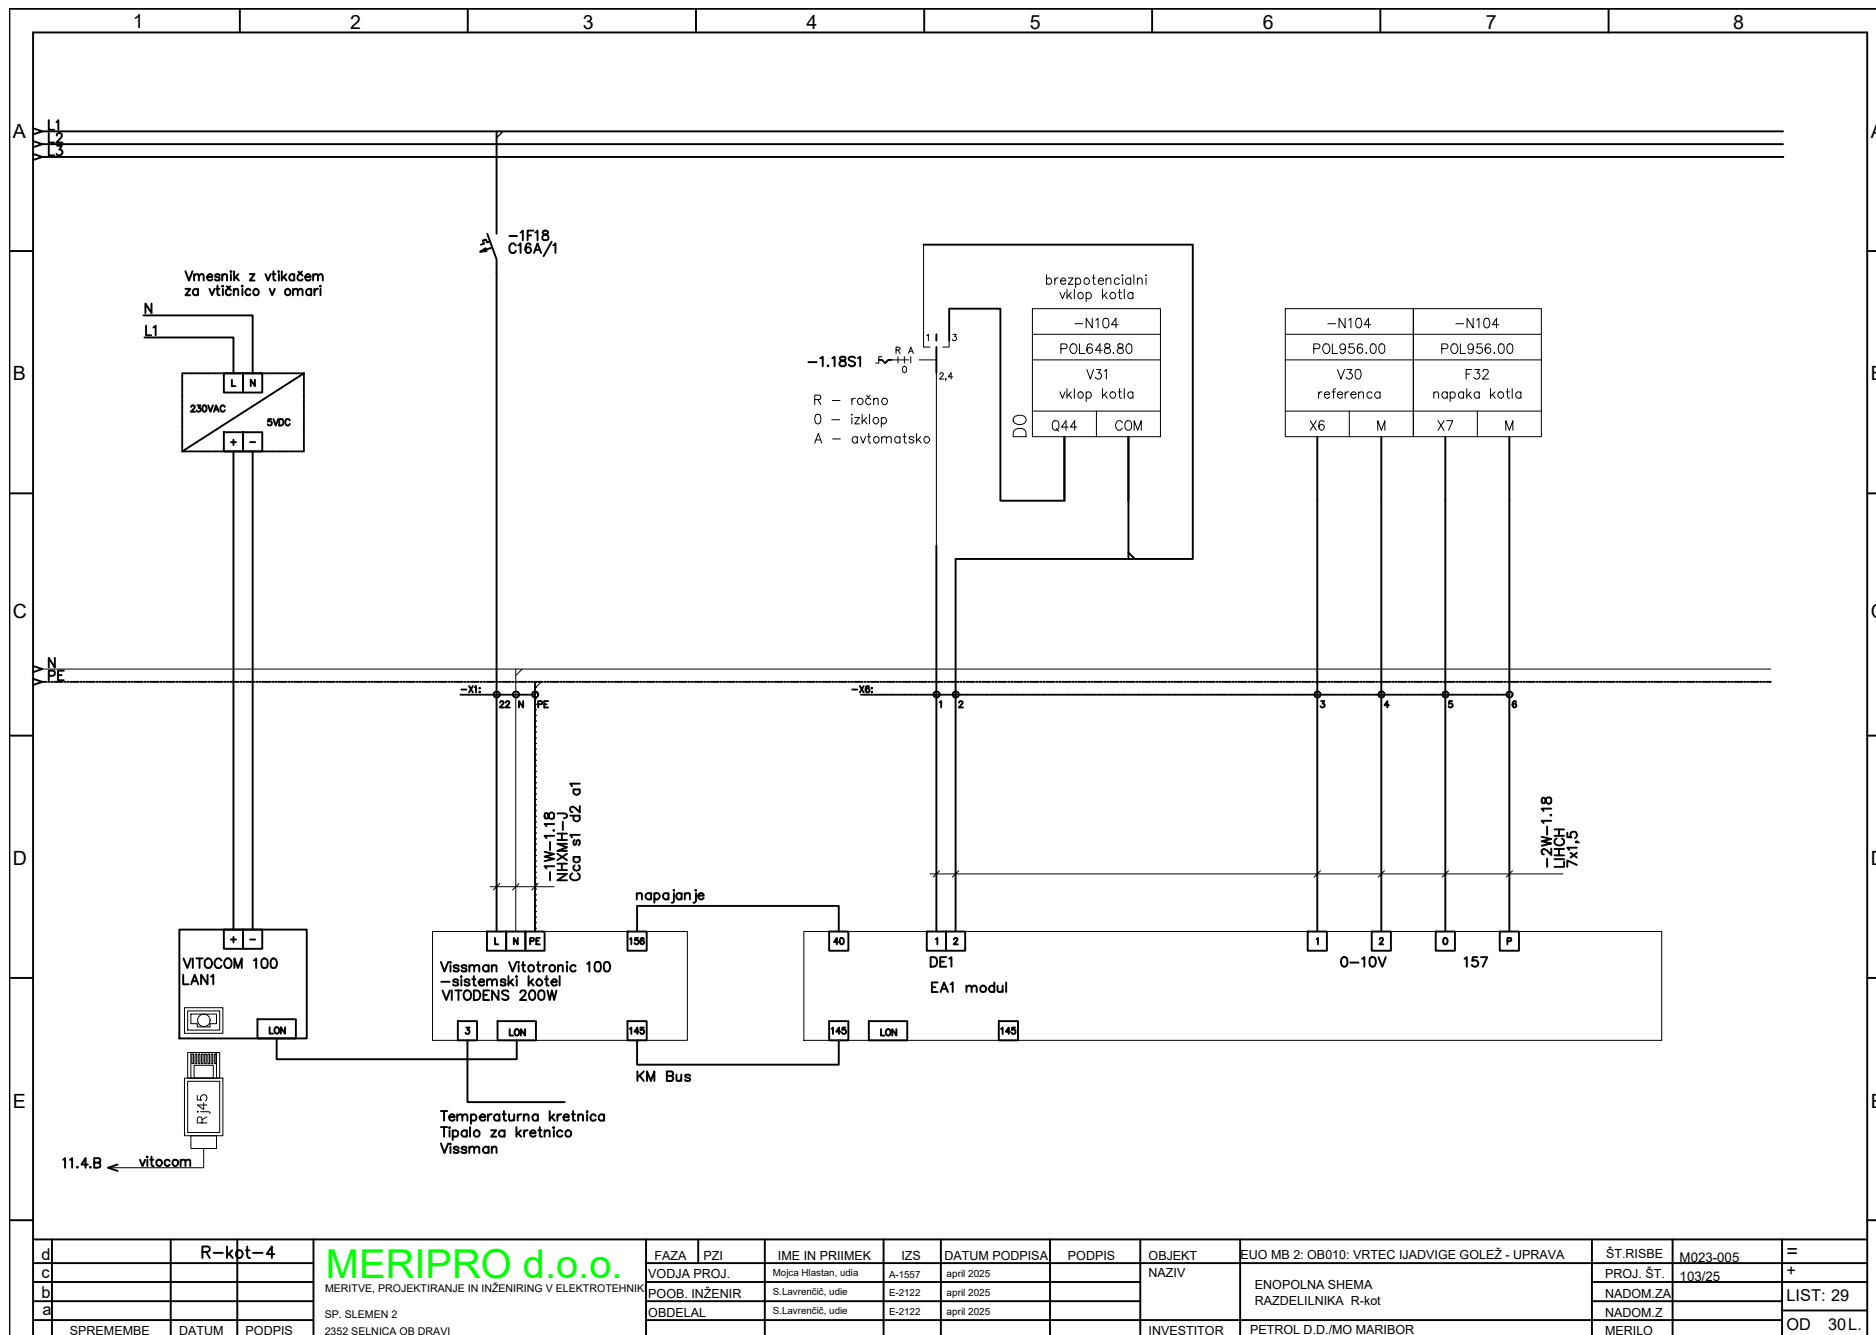 1 2 3 4 5 6 7 8
A
L1
L2
L3
A
-1F18
C16A/1
Vmesnik z vtikačem
za vtičnico v omari
N
L1
L N
230VAC
5VDC
+ -
B
brezpotencialni
vklop kotla
-N104
POL648.80
V31
vklop kotla
Q44 COM
DO
1 3
-1.18S1
E
R A
0
2,4
R – ročno
0 – izklop
A – avtomatsko
-N104 -N104
POL956.00 POL956.00
V30 F32
referenca napaka kotla
X6 M X7 M
C
N
PE
-X1:
22 N PE
-X6:
1 2 3 4 5 6
D
-1W-1.18
NHXMH-J
Cca s1 d2 a1
-2W-1.18
LIHCH
7x1,5
napajanje
+ -
VITOCOM 100
LAN1
LON
L N PE 156
Vissman Vitotronic 100
-sistemski kotel
VITODENS 200W
3 LON 145
40 1 2 1 2 0 P
DE1 0-10V 157
EA1 modul
145 LON 145
KM Bus
E
Rj45
Temperaturna kretnica
Tipalo za kretnico
Vissman
11.4.B vitocom
d R-kot-4
c
b
a
SPREMEMBE DATUM PODPIS
MERIPRO d.o.o.
MERITVE, PROJEKTIRANJE IN INŽENIRING V ELEKTROTEHNIK
SP. SLEMEN 2
2352 SELNICA OB DRAVI
FAZA PZI IME IN PRIIMEK IZS DATUM PODPISA PODPIS
VODJA PROJ. Mojca Hlastan, udia A-1557 april 2025
POOB. INŽENIR S.Lavrenčič, udie E-2122 april 2025
OBDELAL S.Lavrenčič, udie E-2122 april 2025
OBJEKT EUO MB 2: OB010: VRTEC IJADVIGE GOLEŽ - UPRAVA
NAZIV ENOPOLNA SHEMA
RAZDELILNIKA R-kot
INVESTITOR PETROL D.D./MO MARIBOR
ŠT.RISBE M023-005
PROJ. ŠT. 103/25
NADOM.ZA
NADOM.Z
MERILO
=
+
LIST: 29
OD 30L.